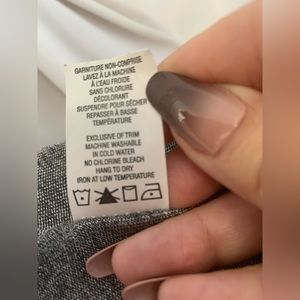 GARNITURE NON-COMPRISE
LAVEZ À LA MACHINE
À L'EAU FROIDE
SANS CHLORURE
DÉCOLORANT
SUSPENDRE POUR SÉCHER
REPASSER À BASSE
TEMPÉRATURE
EXCLUSIVE OF TRIM
MACHINE WASHABLE
IN COLD WATER
NO CHLORINE BLEACH
HANG TO DRY
IRON AT LOW TEMPERATURE